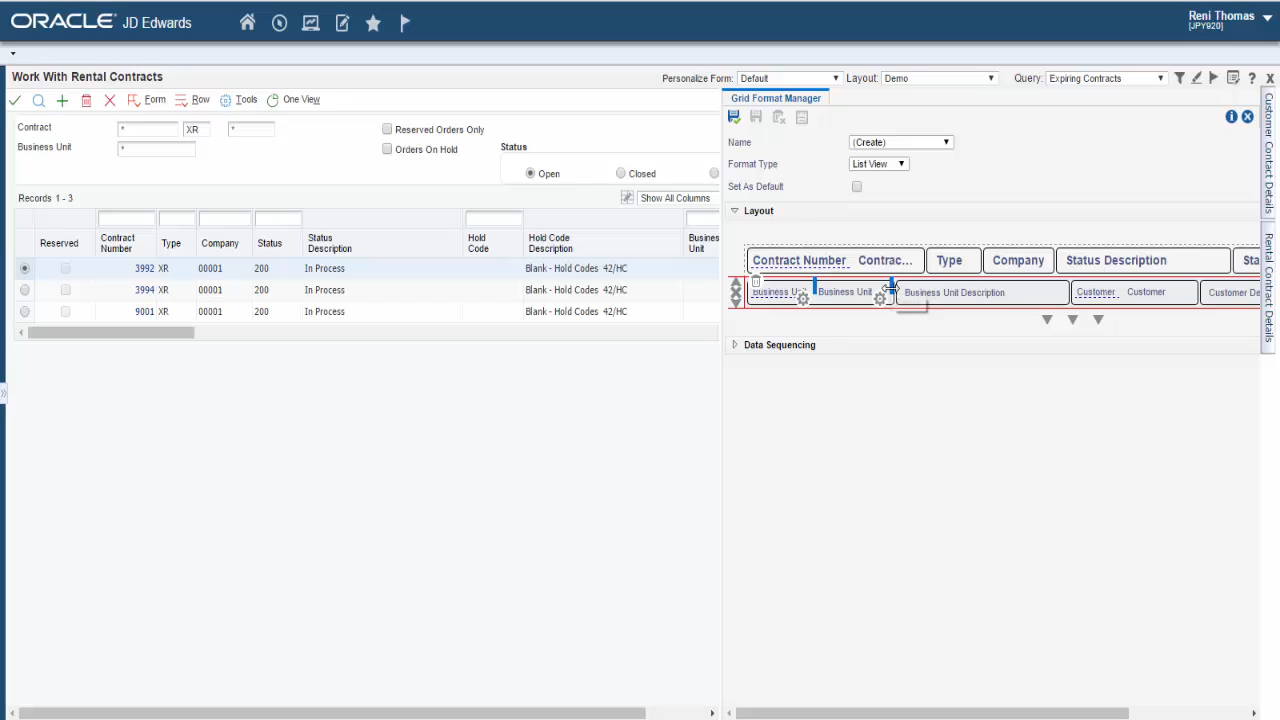 ORACLE® JD Edwards
Reni Thomas
[JPY920]
Work With Rental Contracts
Personalize Form: Default Layout: Demo Query: Expiring Contracts
Form Row Tools One View
Contract * XR *
Business Unit *
Reserved Orders Only
Orders On Hold
Status
Open Closed
Records 1 - 3
Show All Columns
Reserved Contract Number Type Company Status Status Description Hold Code Hold Code Description Busines Unit
3992 XR 00001 200 In Process Blank - Hold Codes 42/HC
3994 XR 00001 200 In Process Blank - Hold Codes 42/HC
9001 XR 00001 200 In Process Blank - Hold Codes 42/HC
Grid Format Manager
Name (Create)
Format Type List View
Set As Default
Layout
Contract Number Contrac... Type Company Status Description Sta
Business Business Unit Business Unit Description Customer Customer Customer De
Data Sequencing
Customer Contact Details
Rental Contract Details